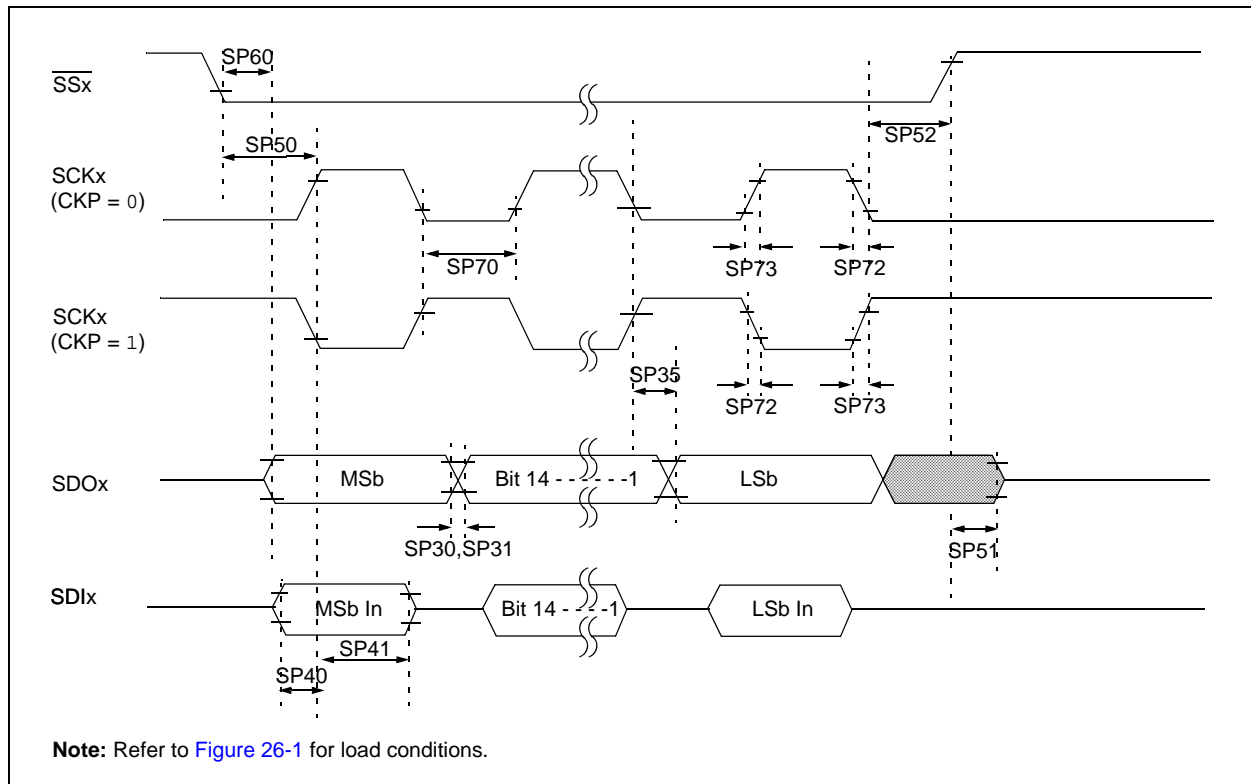 SP60
SSx
SP52
SP50
SCKx
(CKP = 0)
SP70
SP73
SP72
SCKx
(CKP = 1)
SP35
SP72
SP73
SDOx
MSb
Bit 14 - - - - - -1
LSb
SP30,SP31
SP51
SDIx
MSb In
Bit 14 - - - -1
LSb In
SP41
SP40
Note: Refer to Figure 26-1 for load conditions.